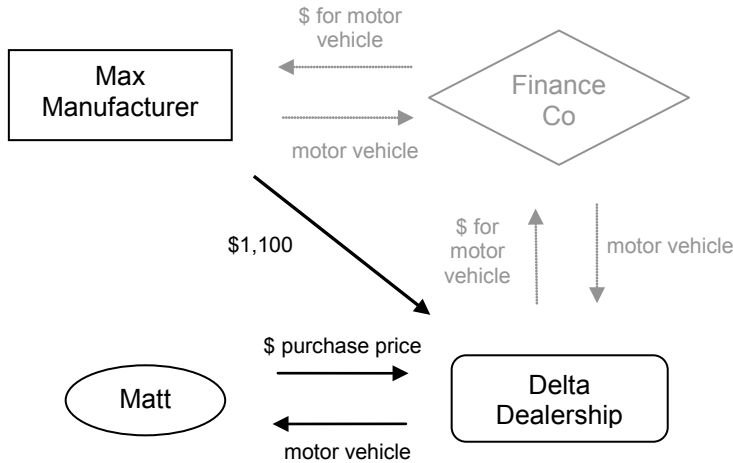 $ for motor
vehicle
Max
Manufacturer
Finance
Co
motor vehicle
$1,100
$ for
motor
vehicle
motor vehicle
$ purchase price
Matt
Delta
Dealership
motor vehicle